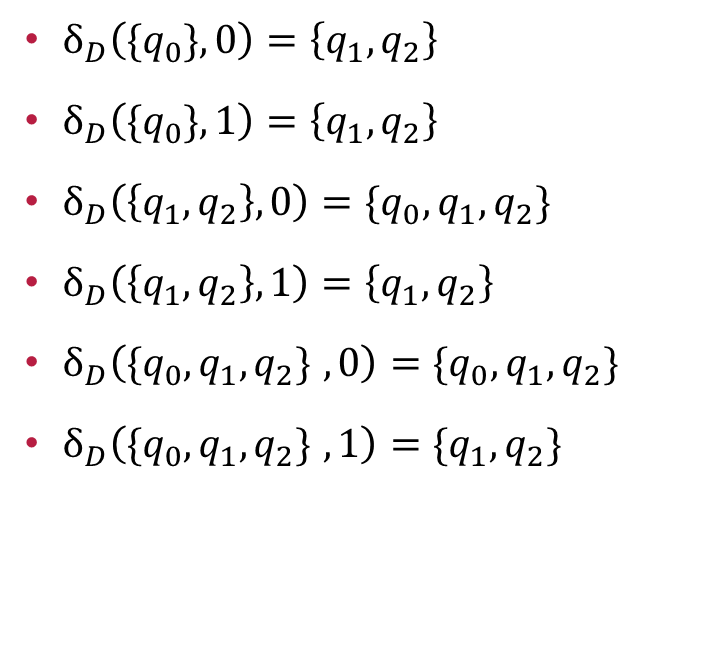 • δ_D({q_0}, 0) = {q_1, q_2}
• δ_D({q_0}, 1) = {q_1, q_2}
• δ_D({q_1, q_2}, 0) = {q_0, q_1, q_2}
• δ_D({q_1, q_2}, 1) = {q_1, q_2}
• δ_D({q_0, q_1, q_2} , 0) = {q_0, q_1, q_2}
• δ_D({q_0, q_1, q_2} , 1) = {q_1, q_2}